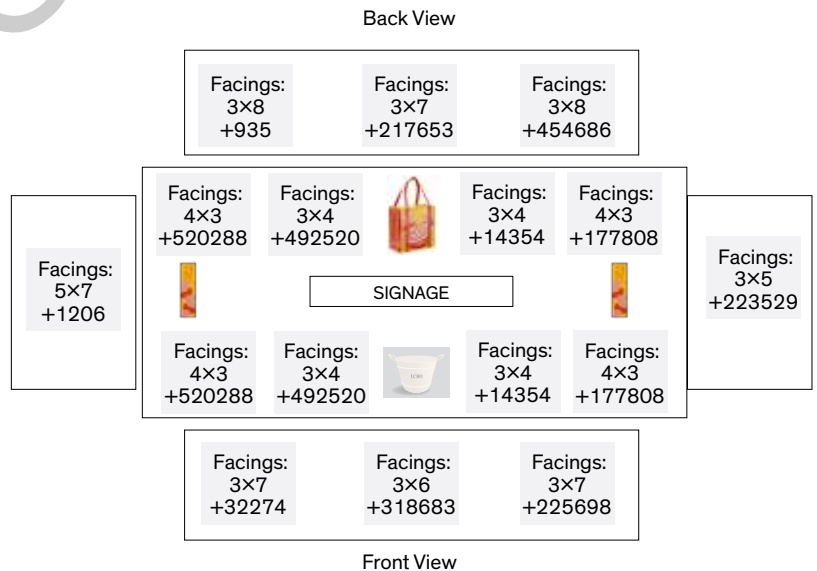 Back View
Facings:
3×8
+935
Facings:
3×7
+217653
Facings:
3×8
+454686
Facings:
4×3
+520288
Facings:
3×4
+492520
Facings:
3×4
+14354
Facings:
4×3
+177808
Facings:
5×7
+1206
SIGNAGE
Facings:
3×5
+223529
Facings:
4×3
+520288
Facings:
3×4
+492520
Facings:
3×4
+14354
Facings:
4×3
+177808
Facings:
3×7
+32274
Facings:
3×6
+318683
Facings:
3×7
+225698
Front View